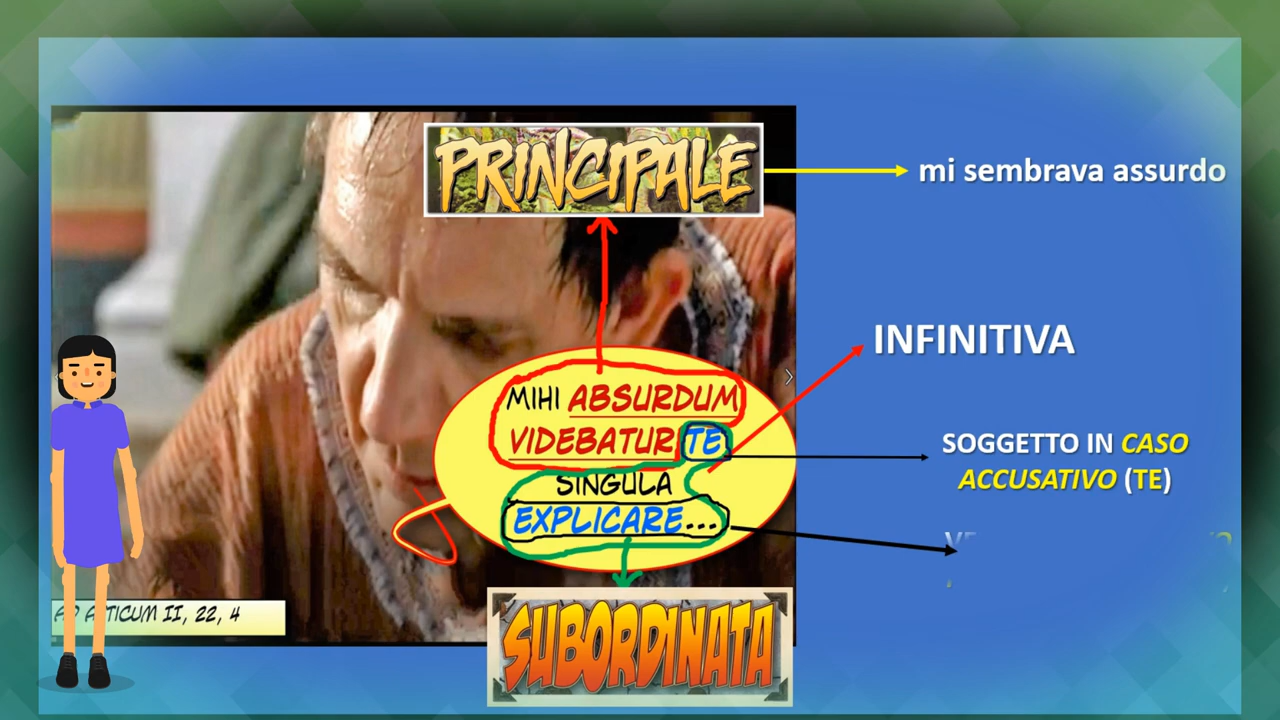 PRINCIPALE
mi sembrava assurdo
INFINITIVA
MIHI ABSURDUM
VIDEBATUR TE
SINGULA
EXPLICARE...
SOGGETTO IN CASO
ACCUSATIVO (TE)
ATTICUM II, 22, 4
SUBORDINATA